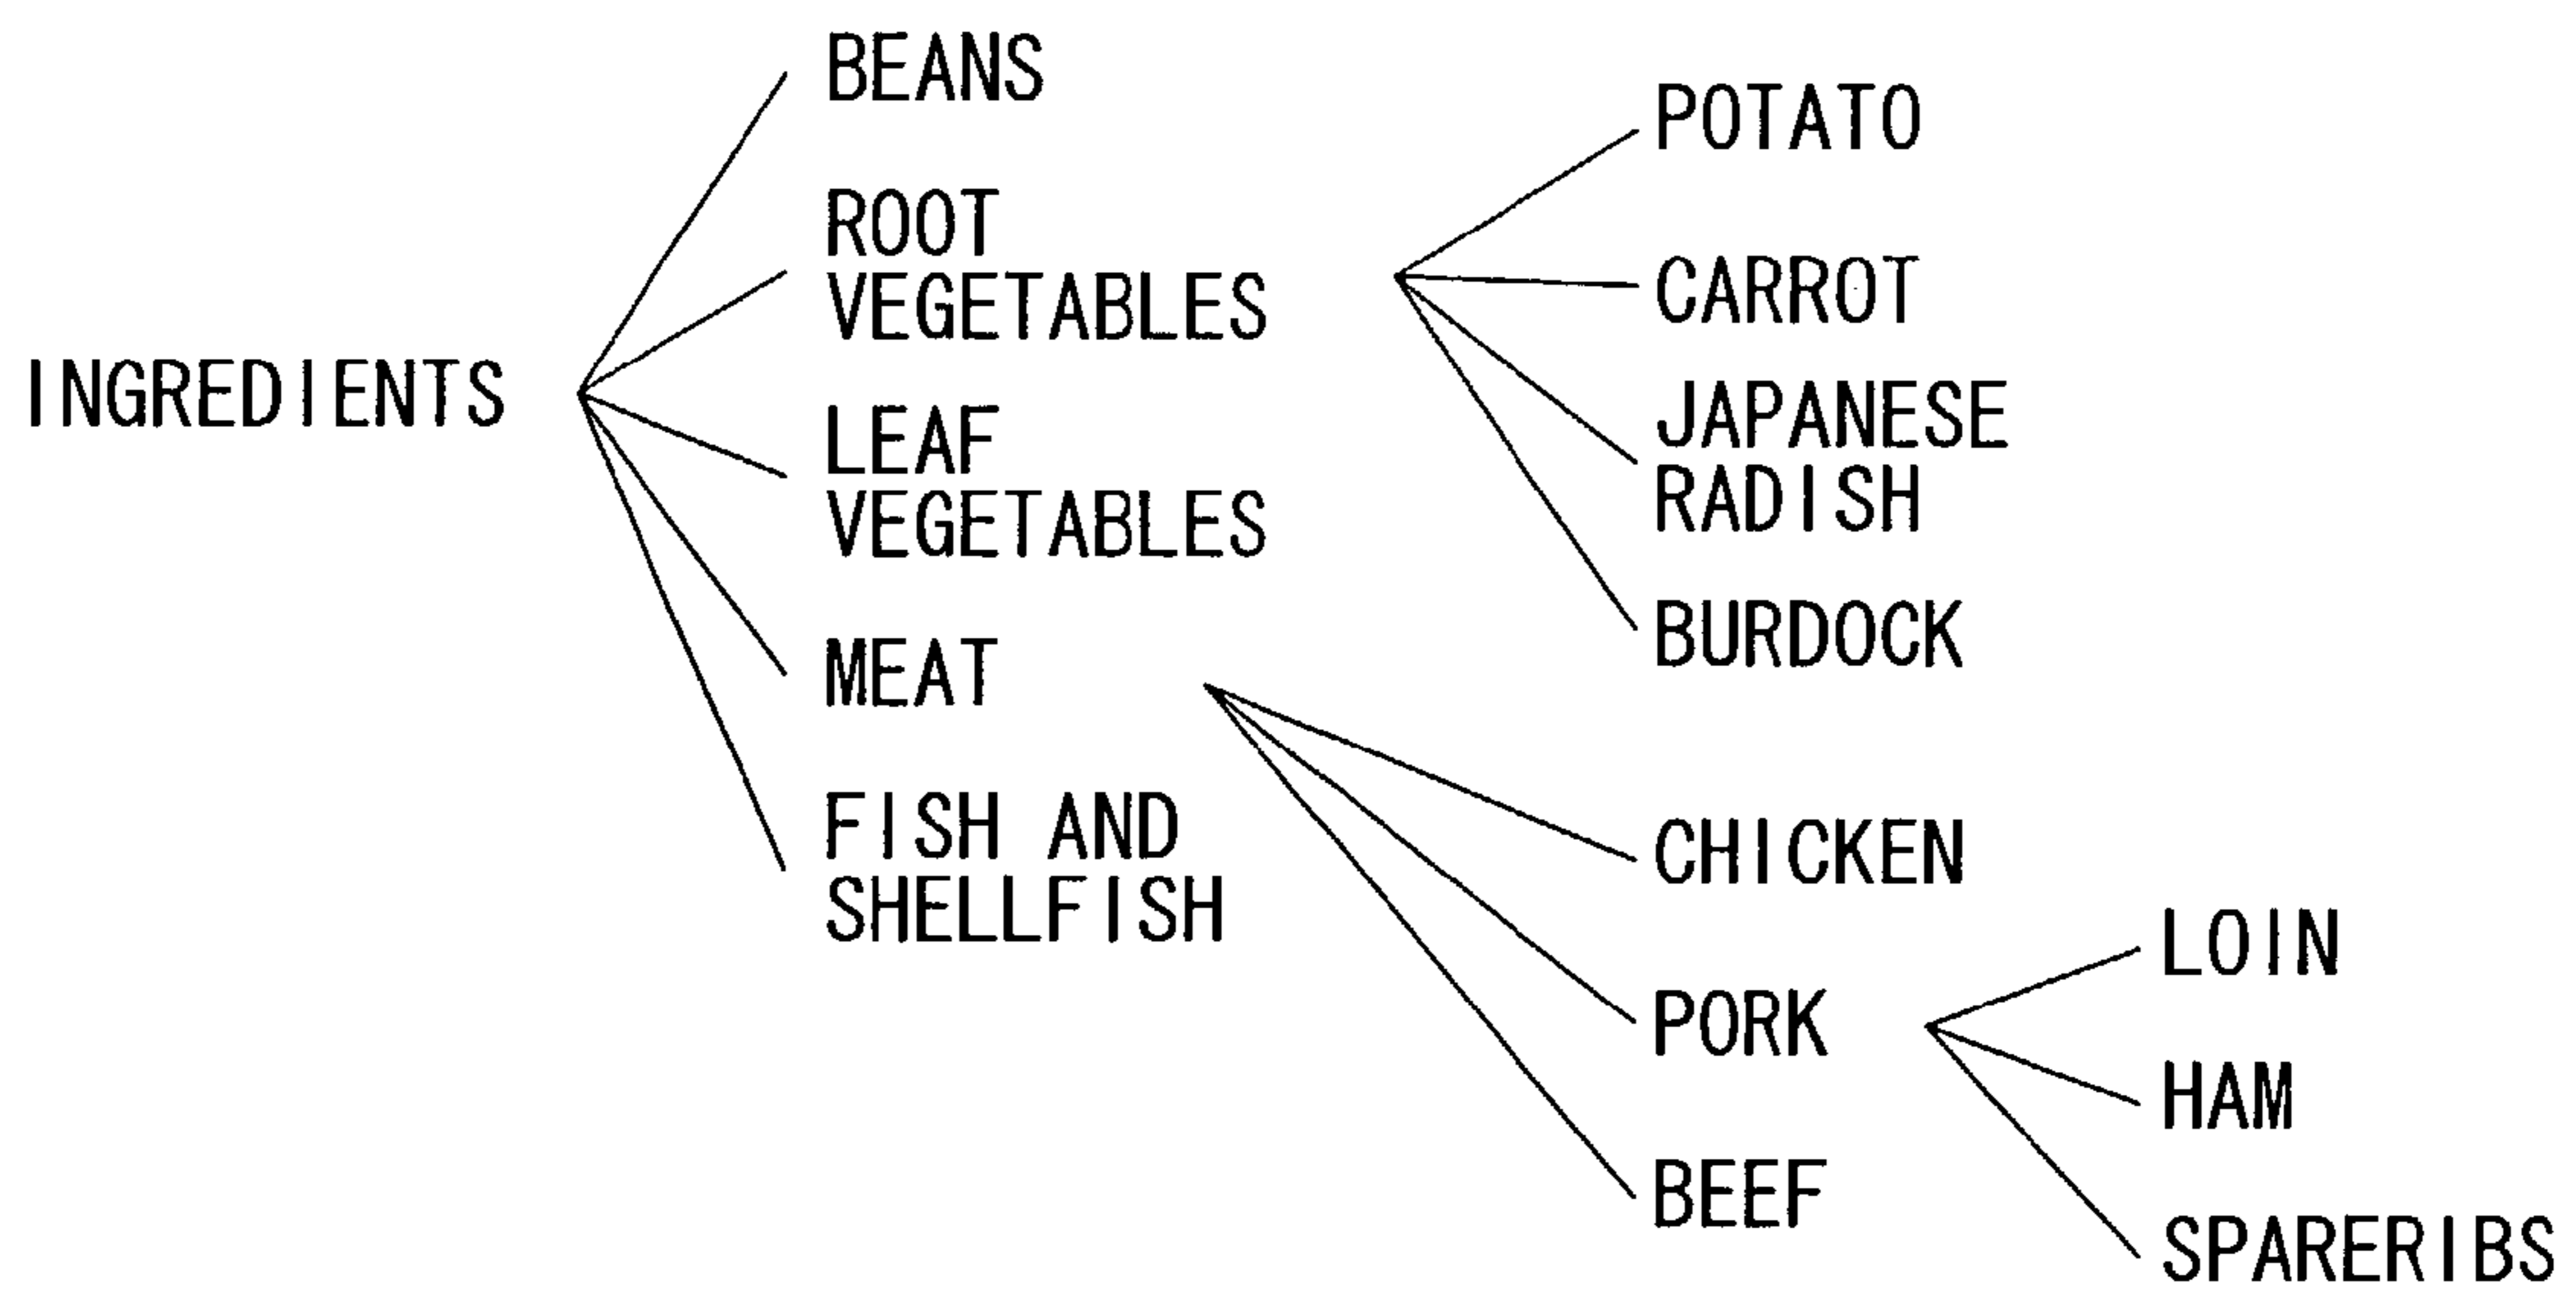 INGREDIENTS
BEANS
ROOT
VEGETABLES
LEAF
VEGETABLES
MEAT
FISH AND
SHELLFISH
POTATO
CARROT
JAPANESE
RADISH
BURDOCK
CHICKEN
PORK
BEEF
LOIN
HAM
SPARERIBS